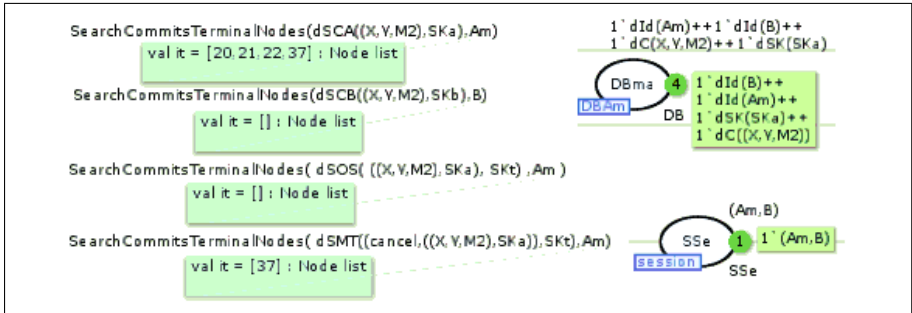 SearchCommitsTerminalNodes(dSCA((X,Y,M2),SKa),Am)
val it = [20,21,22,37] : Node list
SearchCommitsTerminalNodes(dSCB((X,Y,M2),SKb),B)
val it = [] : Node list
SearchCommitsTerminalNodes( dSOS( ((X,Y,M2),SKa), SKt) ,Am )
val it = [] : Node list
SearchCommitsTerminalNodes( dSMT((cancel,((X,Y,M2),SKa)),SKt),Am)
val it = [37] : Node list
1`dId(Am)++1`dId(B)++
1`dC(X,Y,M2)++1`dSK(SKa)
DBma
4
DBAm
DB
1`dId(B)++
1`dId(Am)++
1`dSK(SKa)++
1`dC((X,Y,M2))
(Am,B)
SSe
1
1`(Am,B)
session
SSe